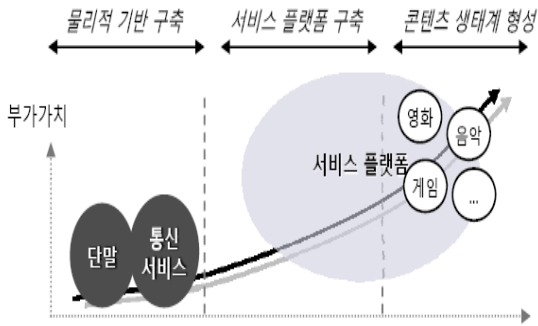 물리적 기반 구축
서비스 플랫폼 구축
콘텐츠 생태계 형성
부가가치
영화
음악
서비스 플랫폼
게임
...
단말
통신
서비스